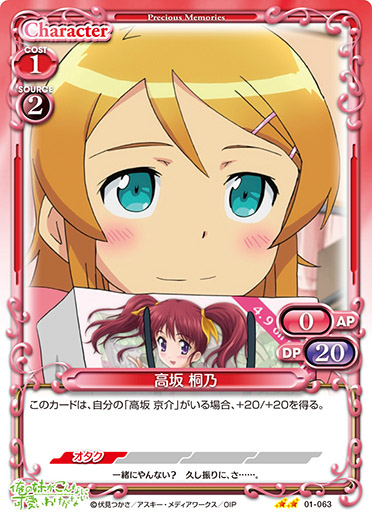 Precious Memories
Character
COST
1
SOURCE
2
4.9 on
0 AP
DP 20
高坂 桐乃
このカードは、自分の「高坂 京介」がいる場合、+20/+20を得る。
オタク
一緒にやんない? 久し振りに、さ……。
俺の妹がこんなに
可愛いわけがない
©伏見つかさ/アスキー・メディアワークス/OIP
01-063